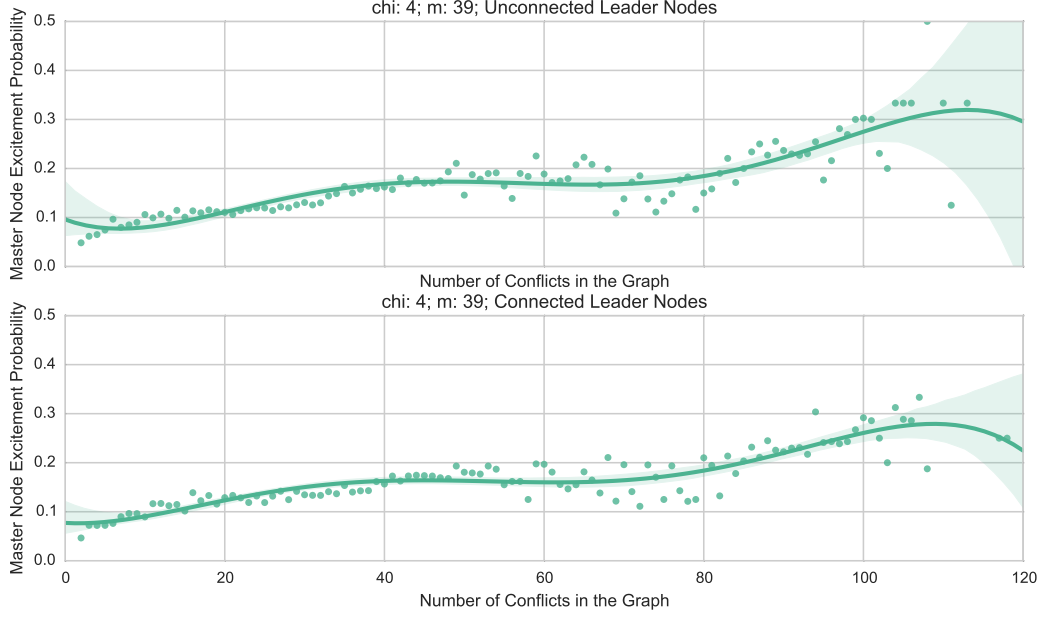 chi: 4; m: 39; Unconnected Leader Nodes
Master Node Excitement Probability
0.5
0.4
0.3
0.2
0.1
0.0
Number of Conflicts in the Graph
chi: 4; m: 39; Connected Leader Nodes
Master Node Excitement Probability
0.5
0.4
0.3
0.2
0.1
0.0
0 20 40 60 80 100 120
Number of Conflicts in the Graph